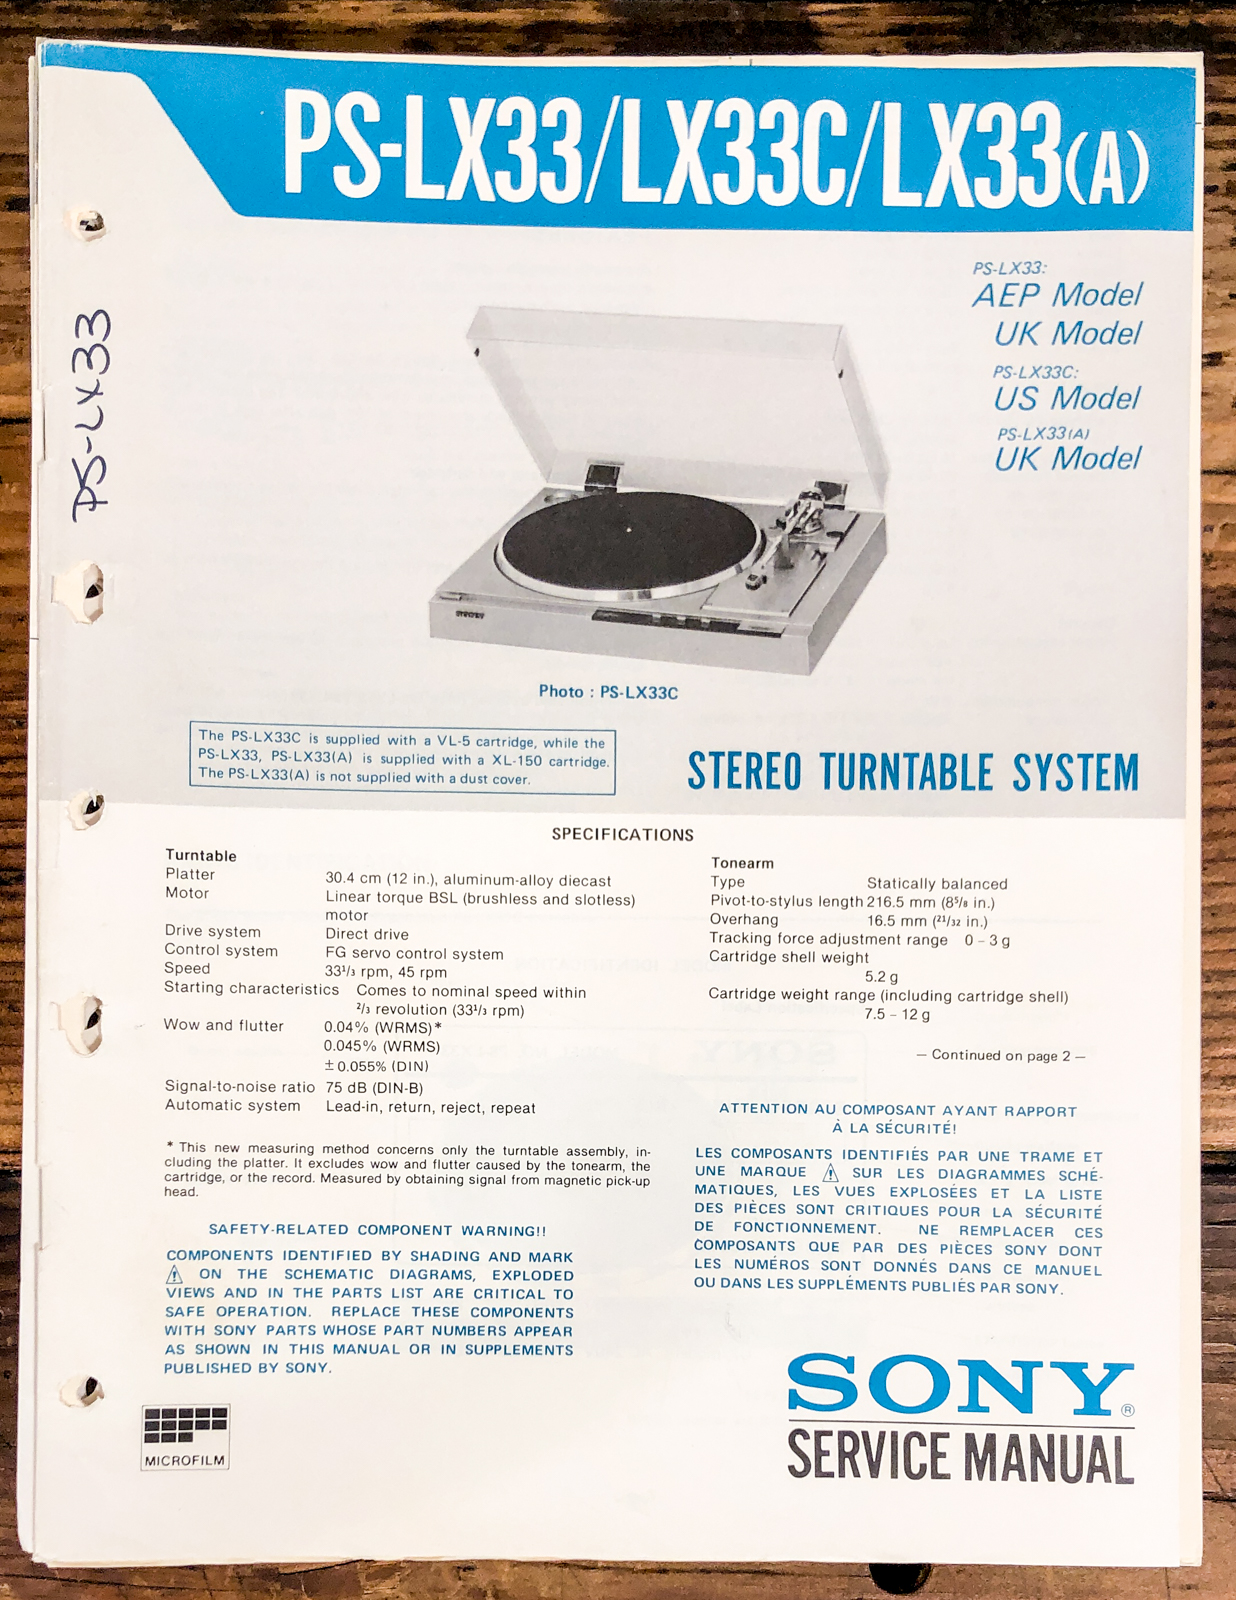 PS-LX33/LX33C/LX33(A)
PS-LX33
PS-LX33:
AEP Model
UK Model
PS-LX33C:
US Model
PS-LX33(A)
UK Model
SONY
Photo : PS-LX33C
The PS-LX33C is supplied with a VL-5 cartridge, while the
PS-LX33, PS-LX33(A) is supplied with a XL-150 cartridge.
The PS-LX33(A) is not supplied with a dust cover.
STEREO TURNTABLE SYSTEM
SPECIFICATIONS
Turntable
Platter 30.4 cm (12 in.), aluminum-alloy diecast
Motor Linear torque BSL (brushless and slotless)
motor
Drive system Direct drive
Control system FG servo control system
Speed 33¹/₃ rpm, 45 rpm
Starting characteristics Comes to nominal speed within
²/₃ revolution (33¹/₃ rpm)
Wow and flutter 0.04% (WRMS)*
0.045% (WRMS)
±0.055% (DIN)
Signal-to-noise ratio 75 dB (DIN-B)
Automatic system Lead-in, return, reject, repeat
* This new measuring method concerns only the turntable assembly, in-
cluding the platter. It excludes wow and flutter caused by the tonearm, the
cartridge, or the record. Measured by obtaining signal from magnetic pick-up
head.
SAFETY-RELATED COMPONENT WARNING!!
COMPONENTS IDENTIFIED BY SHADING AND MARK
⚠ ON THE SCHEMATIC DIAGRAMS, EXPLODED
VIEWS AND IN THE PARTS LIST ARE CRITICAL TO
SAFE OPERATION. REPLACE THESE COMPONENTS
WITH SONY PARTS WHOSE PART NUMBERS APPEAR
AS SHOWN IN THIS MANUAL OR IN SUPPLEMENTS
PUBLISHED BY SONY.
MICROFILM
Tonearm
Type Statically balanced
Pivot-to-stylus length 216.5 mm (8⁵/₈ in.)
Overhang 16.5 mm (²¹/₃₂ in.)
Tracking force adjustment range 0 – 3 g
Cartridge shell weight
5.2 g
Cartridge weight range (including cartridge shell)
7.5 – 12 g
— Continued on page 2 —
ATTENTION AU COMPOSANT AYANT RAPPORT
À LA SÉCURITÉ!
LES COMPOSANTS IDENTIFIÉS PAR UNE TRAME ET
UNE MARQUE ⚠ SUR LES DIAGRAMMES SCHÉ-
MATIQUES, LES VUES EXPLOSÉES ET LA LISTE
DES PIÈCES SONT CRITIQUES POUR LA SÉCURITÉ
DE FONCTIONNEMENT. NE REMPLACER CES
COMPOSANTS QUE PAR DES PIÈCES SONY DONT
LES NUMÉROS SONT DONNÉS DANS CE MANUEL
OU DANS LES SUPPLÉMENTS PUBLIÉS PAR SONY.
SONY®
SERVICE MANUAL